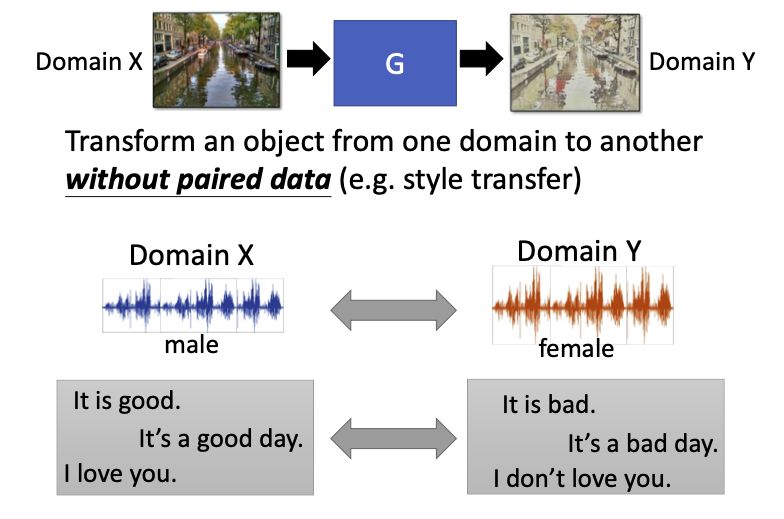 Domain X
G
Domain Y
Transform an object from one domain to another
without paired data (e.g. style transfer)
Domain X
Domain Y
male
female
It is good.
It's a good day.
I love you.
It is bad.
It's a bad day.
I don't love you.